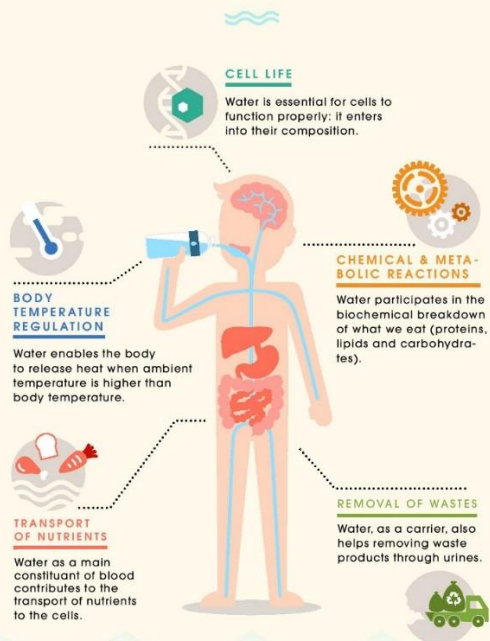 CELL LIFE
Water is essential for cells to
function properly: it enters
into their composition.
CHEMICAL & META-
BOLIC REACTIONS
Water participates in the
biochemical breakdown
of what we eat (proteins,
lipids and carbohydra-
tes).
BODY
TEMPERATURE
REGULATION
Water enables the body
to release heat when ambient
temperature is higher than
body temperature.
TRANSPORT
OF NUTRIENTS
Water as a main
constituant of blood
contributes to the
transport of nutrients
to the cells.
REMOVAL OF WASTES
Water, as a carrier, also
helps removing waste
products through urines.